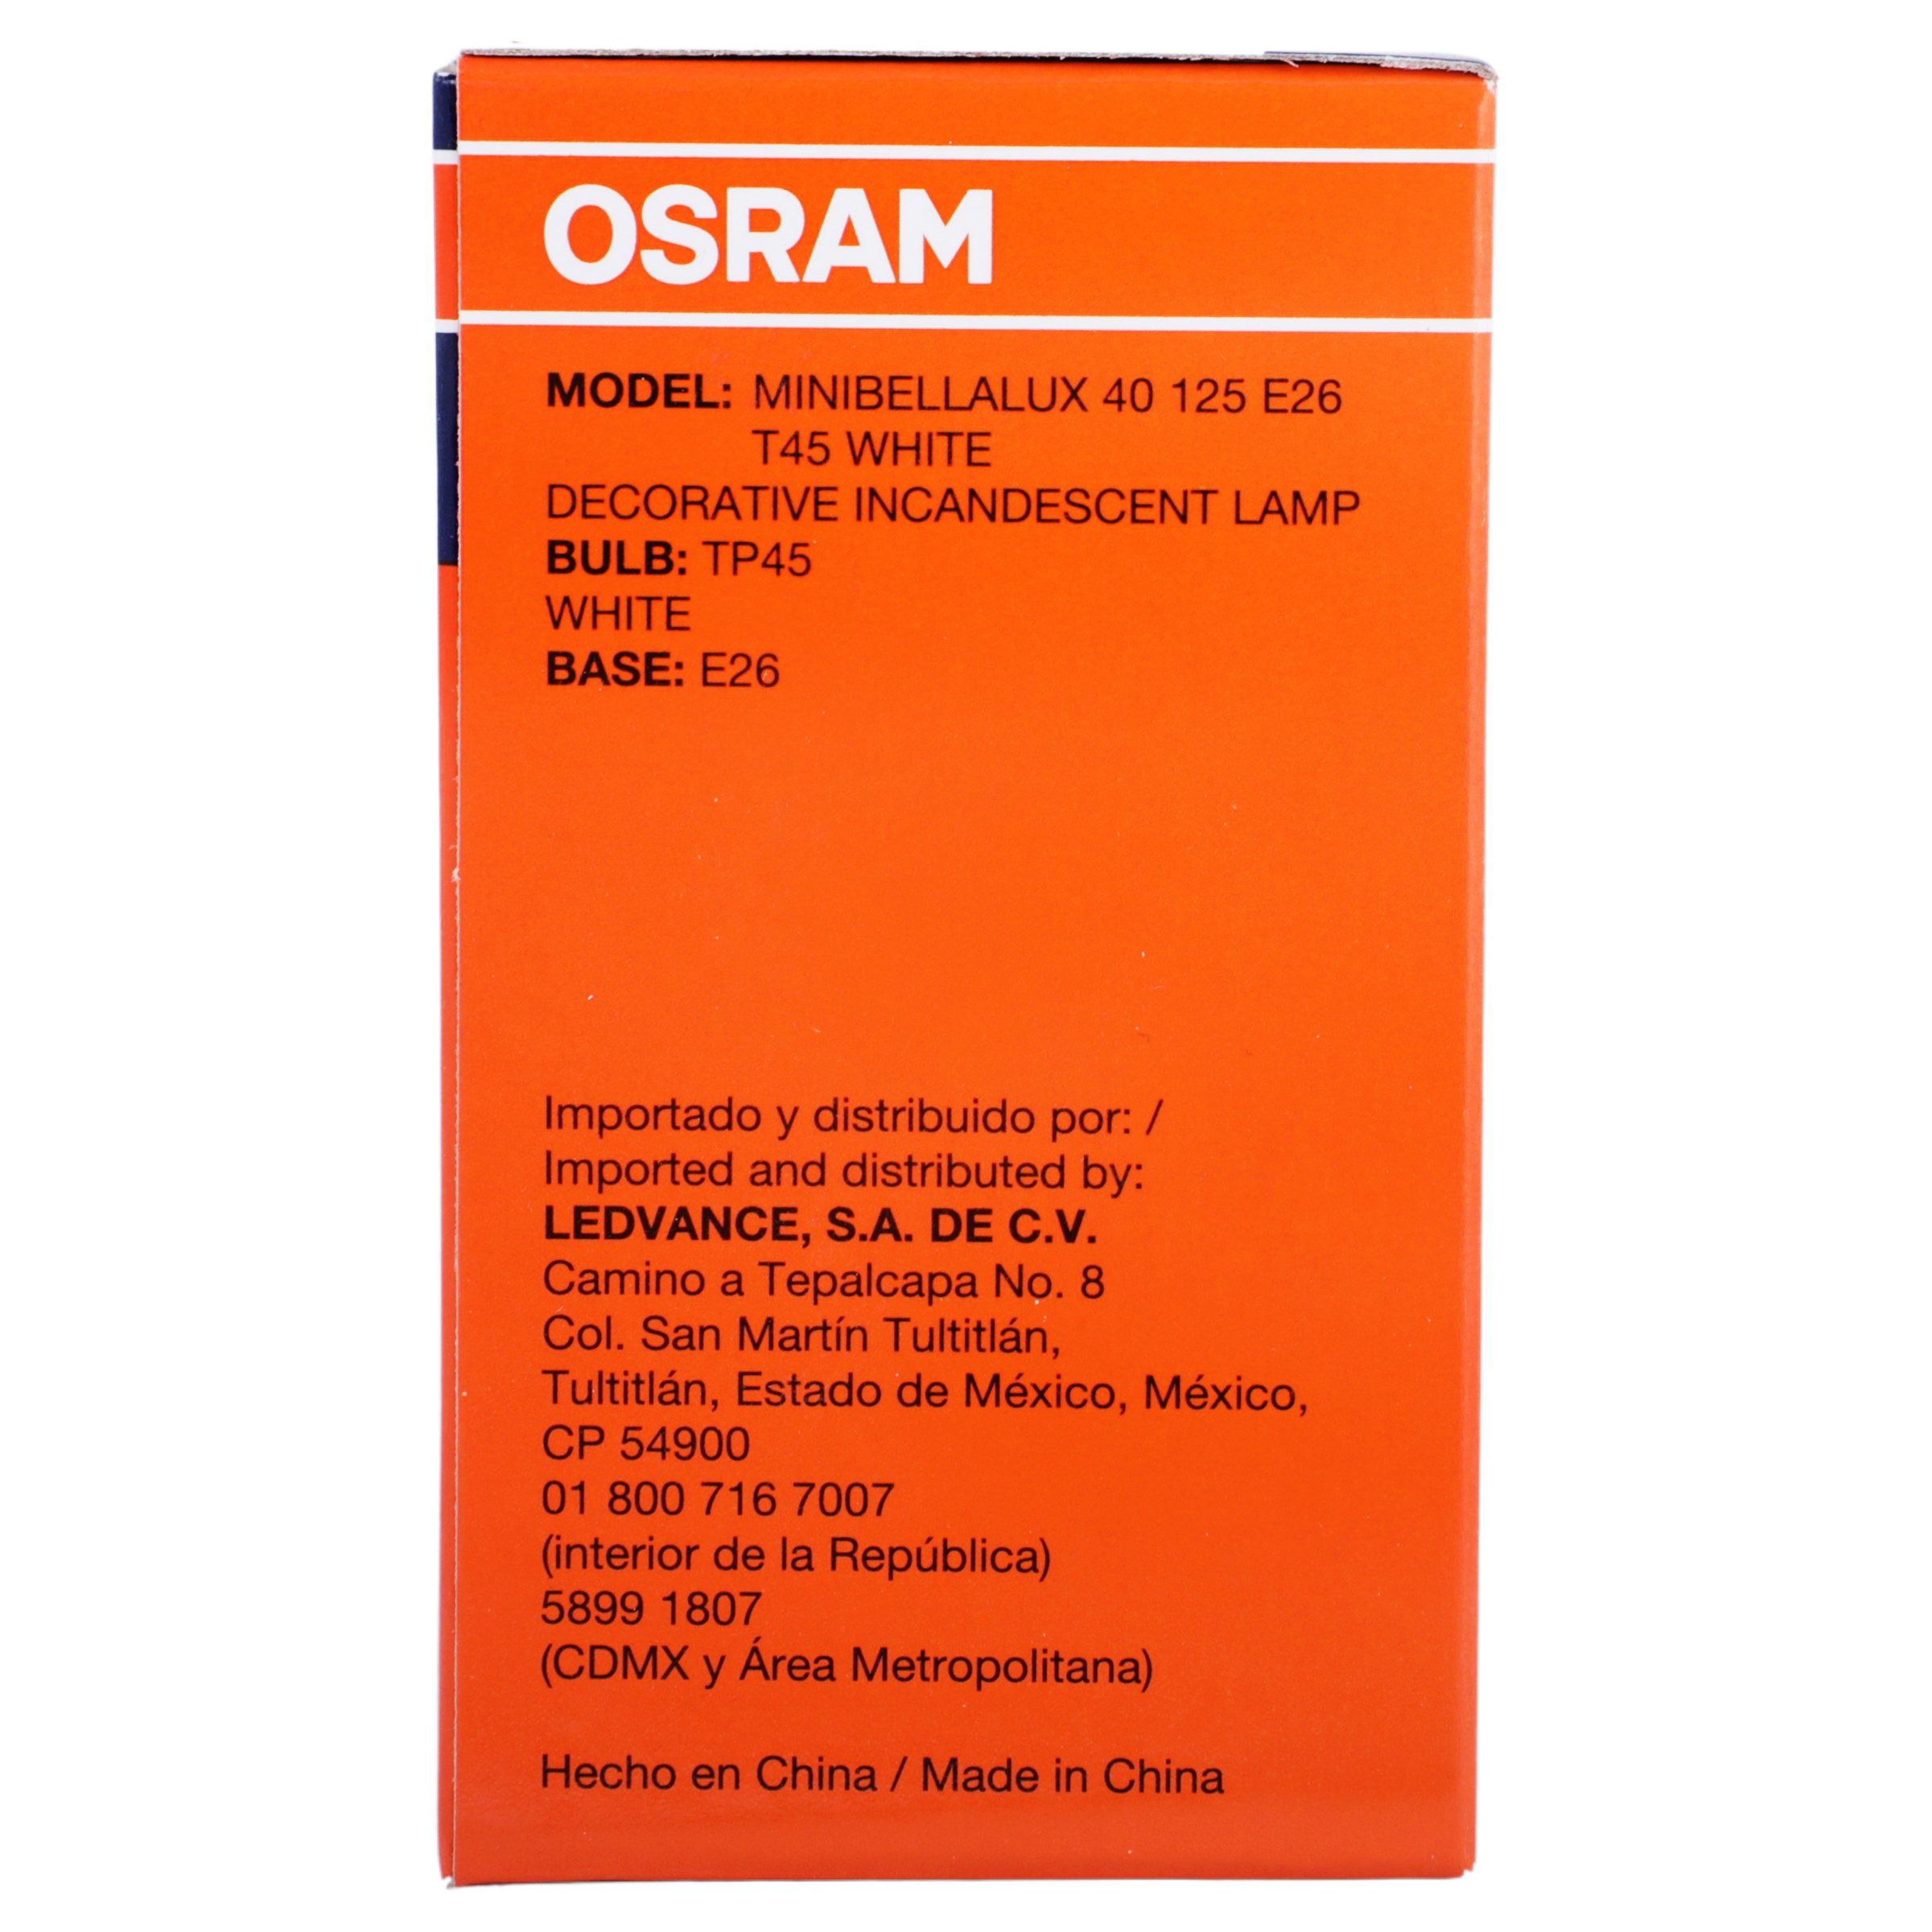 OSRAM
MODEL: MINIBELLALUX 40 125 E26
T45 WHITE
DECORATIVE INCANDESCENT LAMP
BULB: TP45
WHITE
BASE: E26
Importado y distribuido por: /
Imported and distributed by:
LEDVANCE, S.A. DE C.V.
Camino a Tepalcapa No. 8
Col. San Martín Tultitlán,
Tultitlán, Estado de México, México,
CP 54900
01 800 716 7007
(interior de la República)
5899 1807
(CDMX y Área Metropolitana)
Hecho en China / Made in China